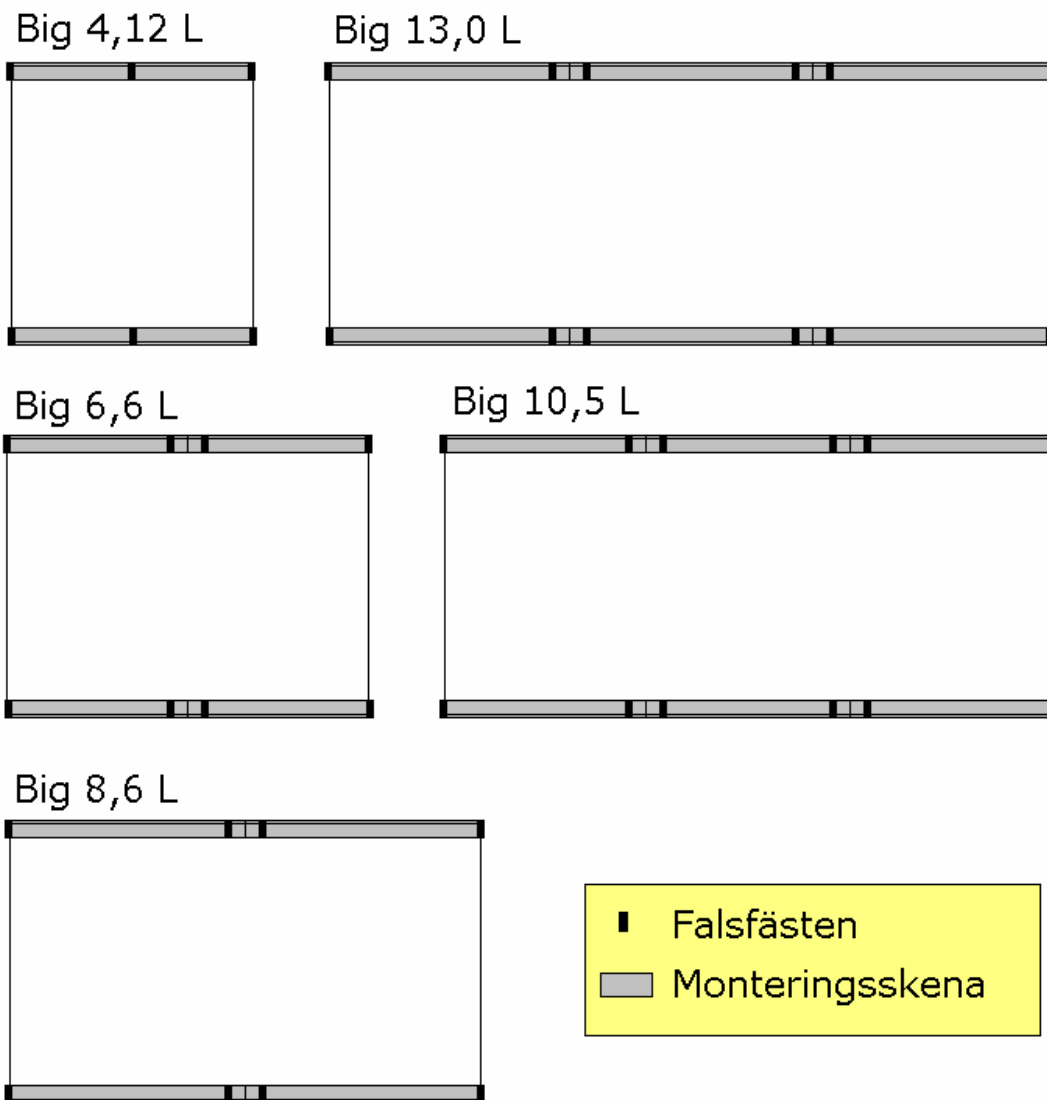 Big 4,12 L
Big 13,0 L
Big 6,6 L
Big 10,5 L
Big 8,6 L
Falsfästen
Monteringsskena